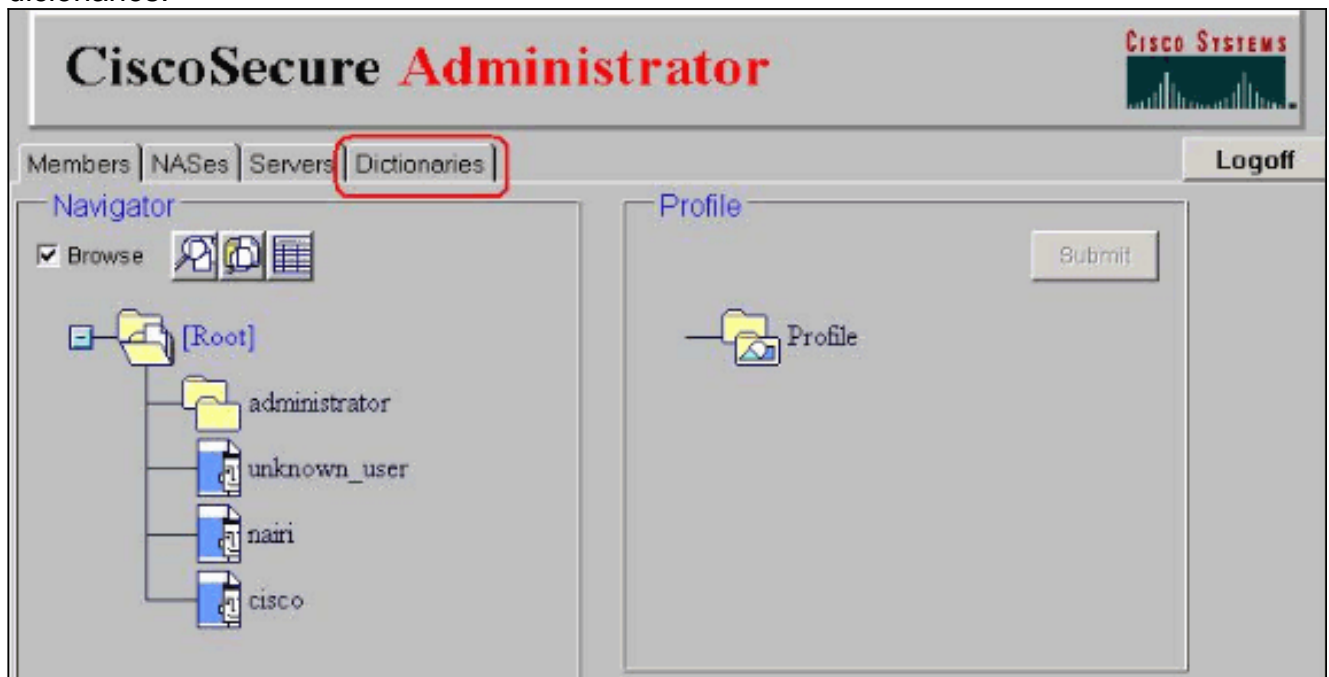 dictionaries.
CiscoSecure Administrator
CISCO SYSTEMS
Members NASes Servers Dictionaries
Logoff
Navigator
Profile
Browse
Submit
[Root]
Profile
administrator
unknown_user
nairi
cisco